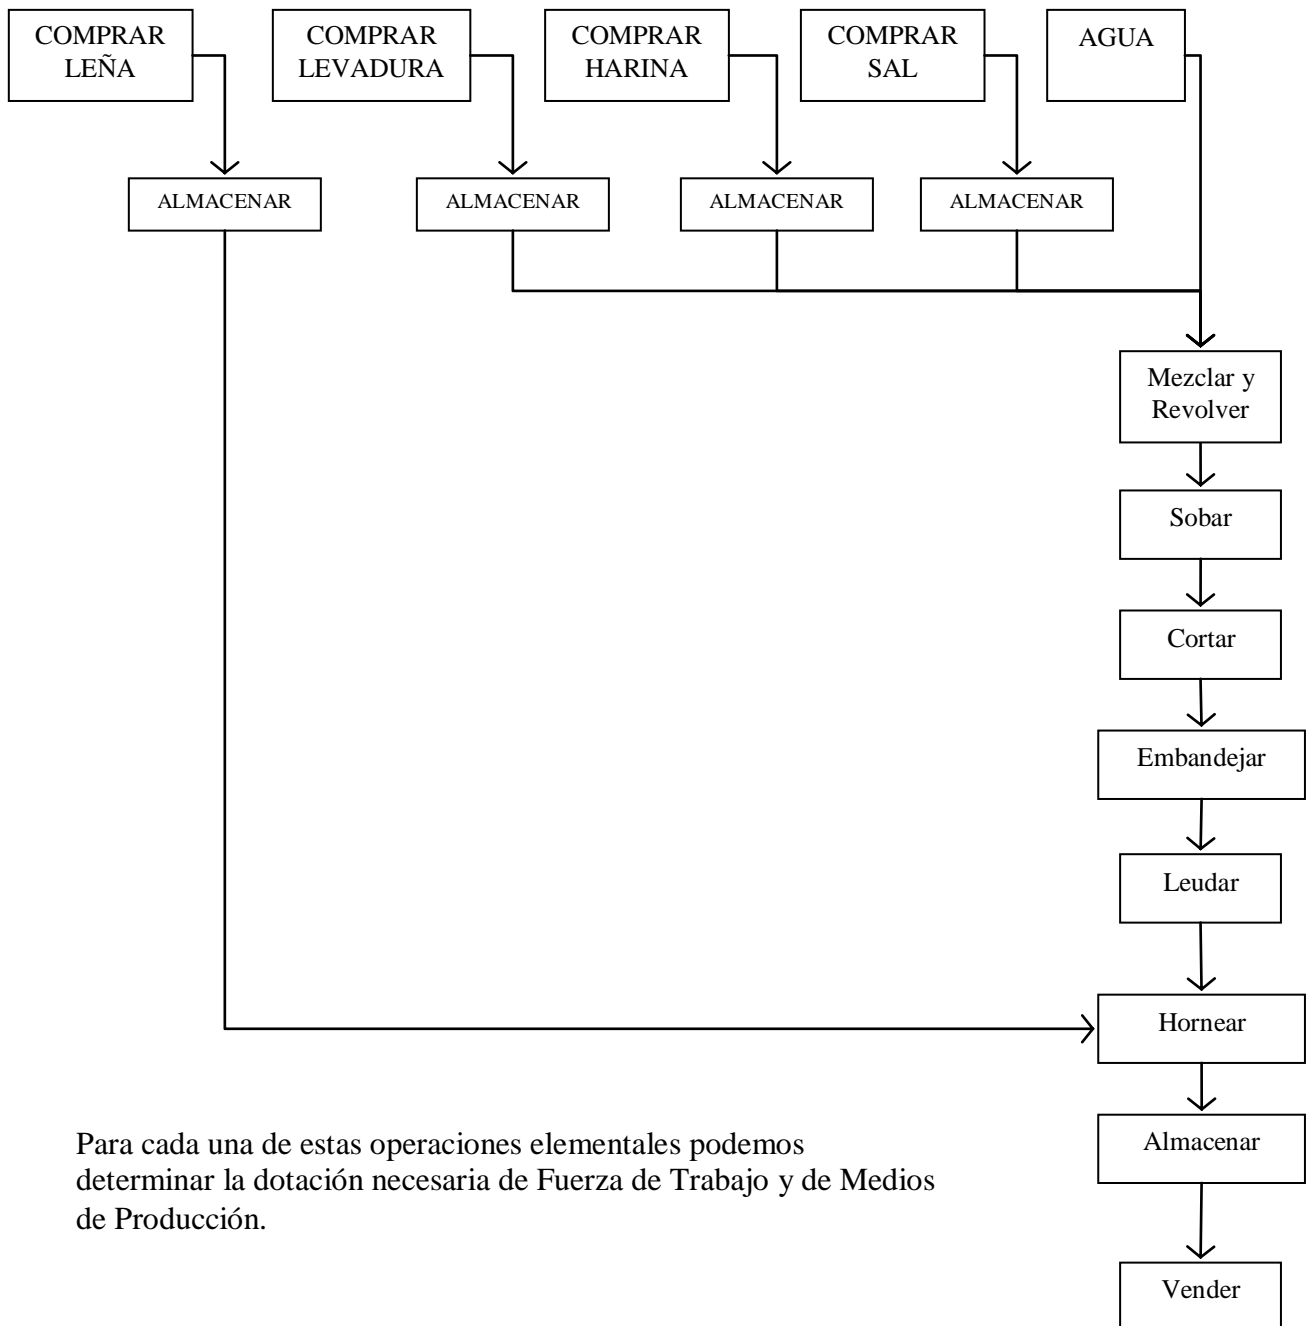 COMPRAR
LEÑA
COMPRAR
LEVADURA
COMPRAR
HARINA
COMPRAR
SAL
AGUA
ALMACENAR
ALMACENAR
ALMACENAR
ALMACENAR
Mezclar y
Revolver
Sobar
Cortar
Embandejar
Leudar
Hornear
Almacenar
Vender
Para cada una de estas operaciones elementales podemos
determinar la dotación necesaria de Fuerza de Trabajo y de Medios
de Producción.